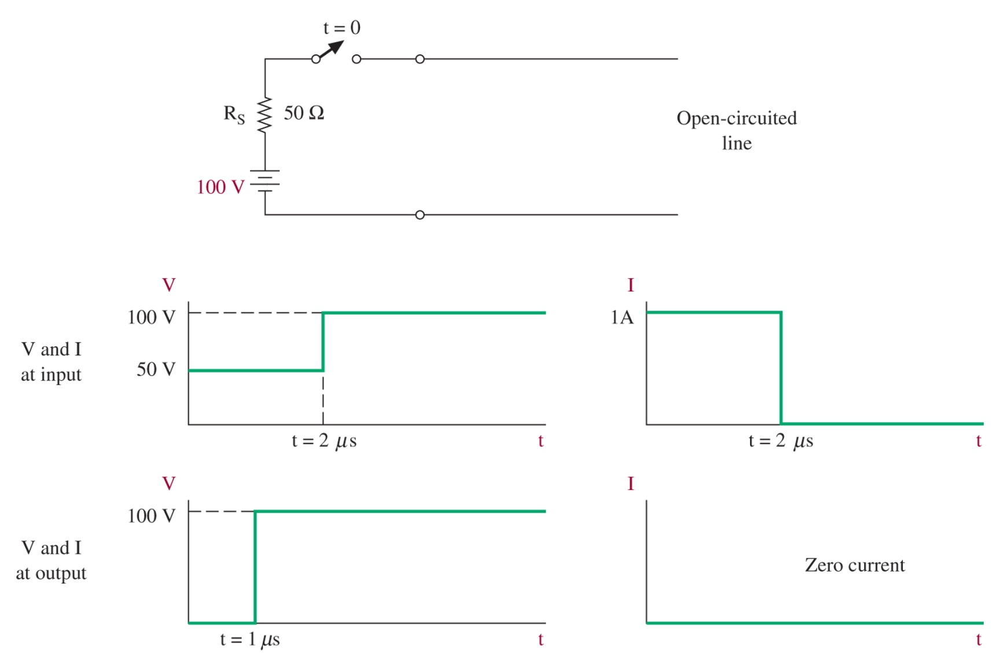 t = 0
R_S 50 Ω
100 V
Open-circuited
line
V
100 V
50 V
V and I
at input
t = 2 μs
t
I
1A
t = 2 μs
t
V
100 V
V and I
at output
t = 1 μs
t
I
Zero current
t